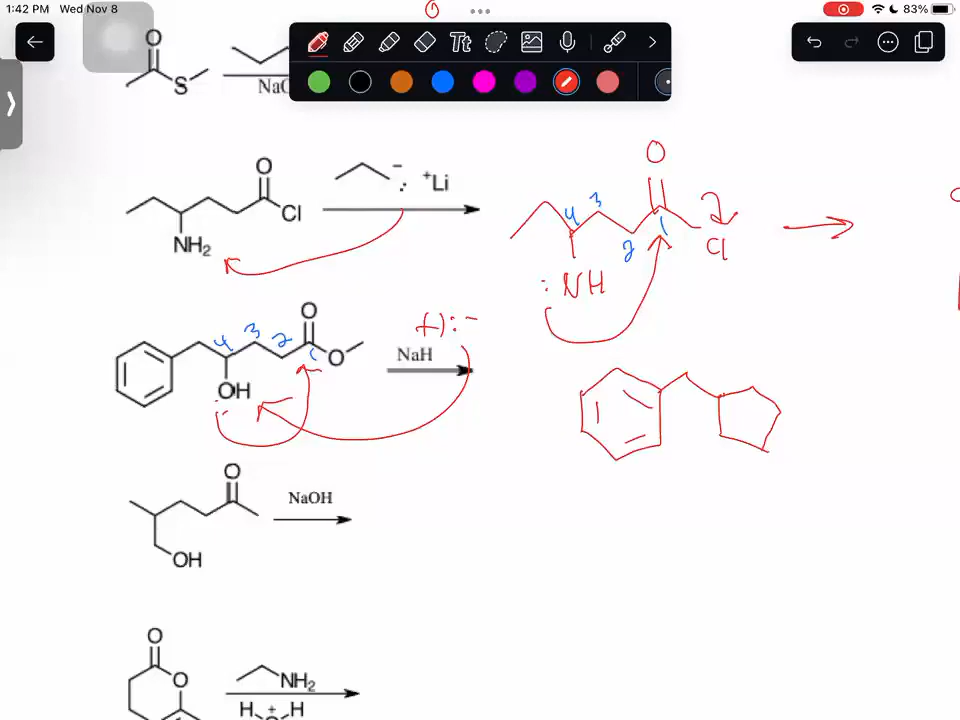 1:42 PM Wed Nov 8
83%
Tt
O
S
O
Cl
NH₂
− : +Li
O
4 3
2 1
Cl
: NH
O
O
4 3 2 1
OH
:
H:−
NaH
O
OH
NaOH
O
O
NH₂
H + H